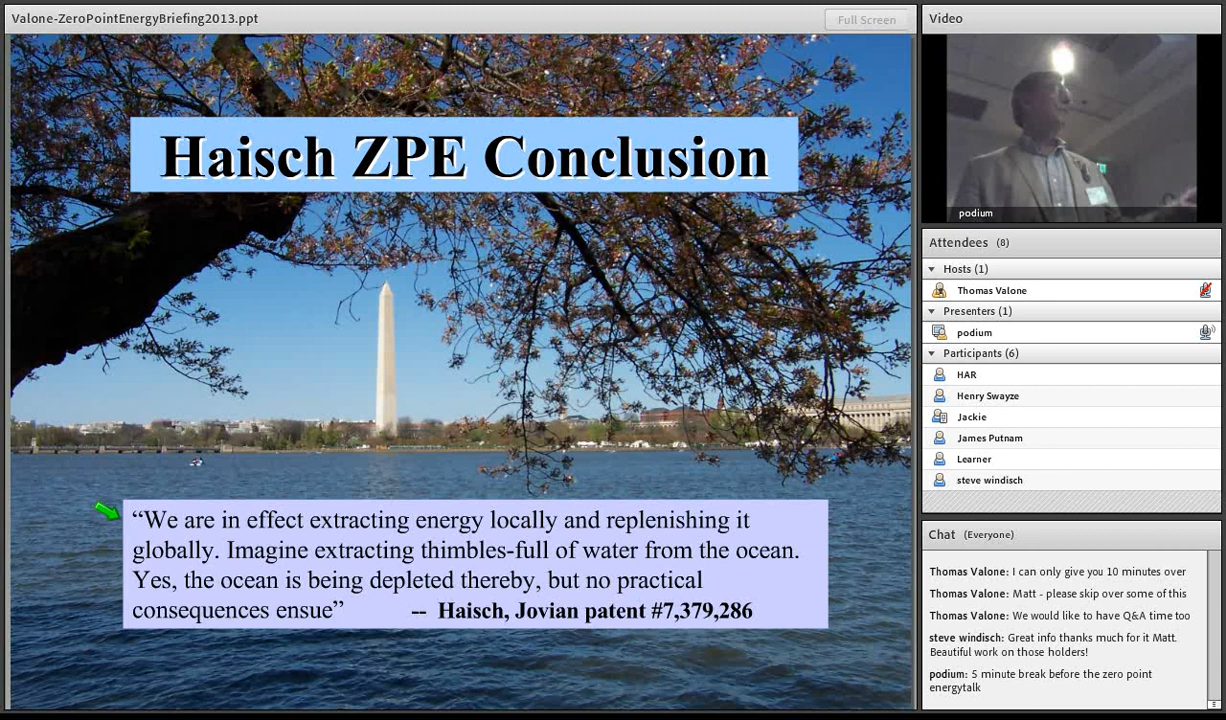 Valone-ZeroPointEnergyBriefing2013.ppt
Full Screen
Haisch ZPE Conclusion
“We are in effect extracting energy locally and replenishing it
globally. Imagine extracting thimbles-full of water from the ocean.
Yes, the ocean is being depleted thereby, but no practical
consequences ensue” -- Haisch, Jovian patent #7,379,286
Video
podium
Attendees (8)
Hosts (1)
Thomas Valone
Presenters (1)
podium
Participants (6)
HAR
Henry Swayze
Jackie
James Putnam
Learner
steve windisch
Chat (Everyone)
Thomas Valone: I can only give you 10 minutes over
Thomas Valone: Matt - please skip over some of this
Thomas Valone: We would like to have Q&A time too
steve windisch: Great info thanks much for it Matt.
Beautiful work on those holders!
podium: 5 minute break before the zero point
energytalk